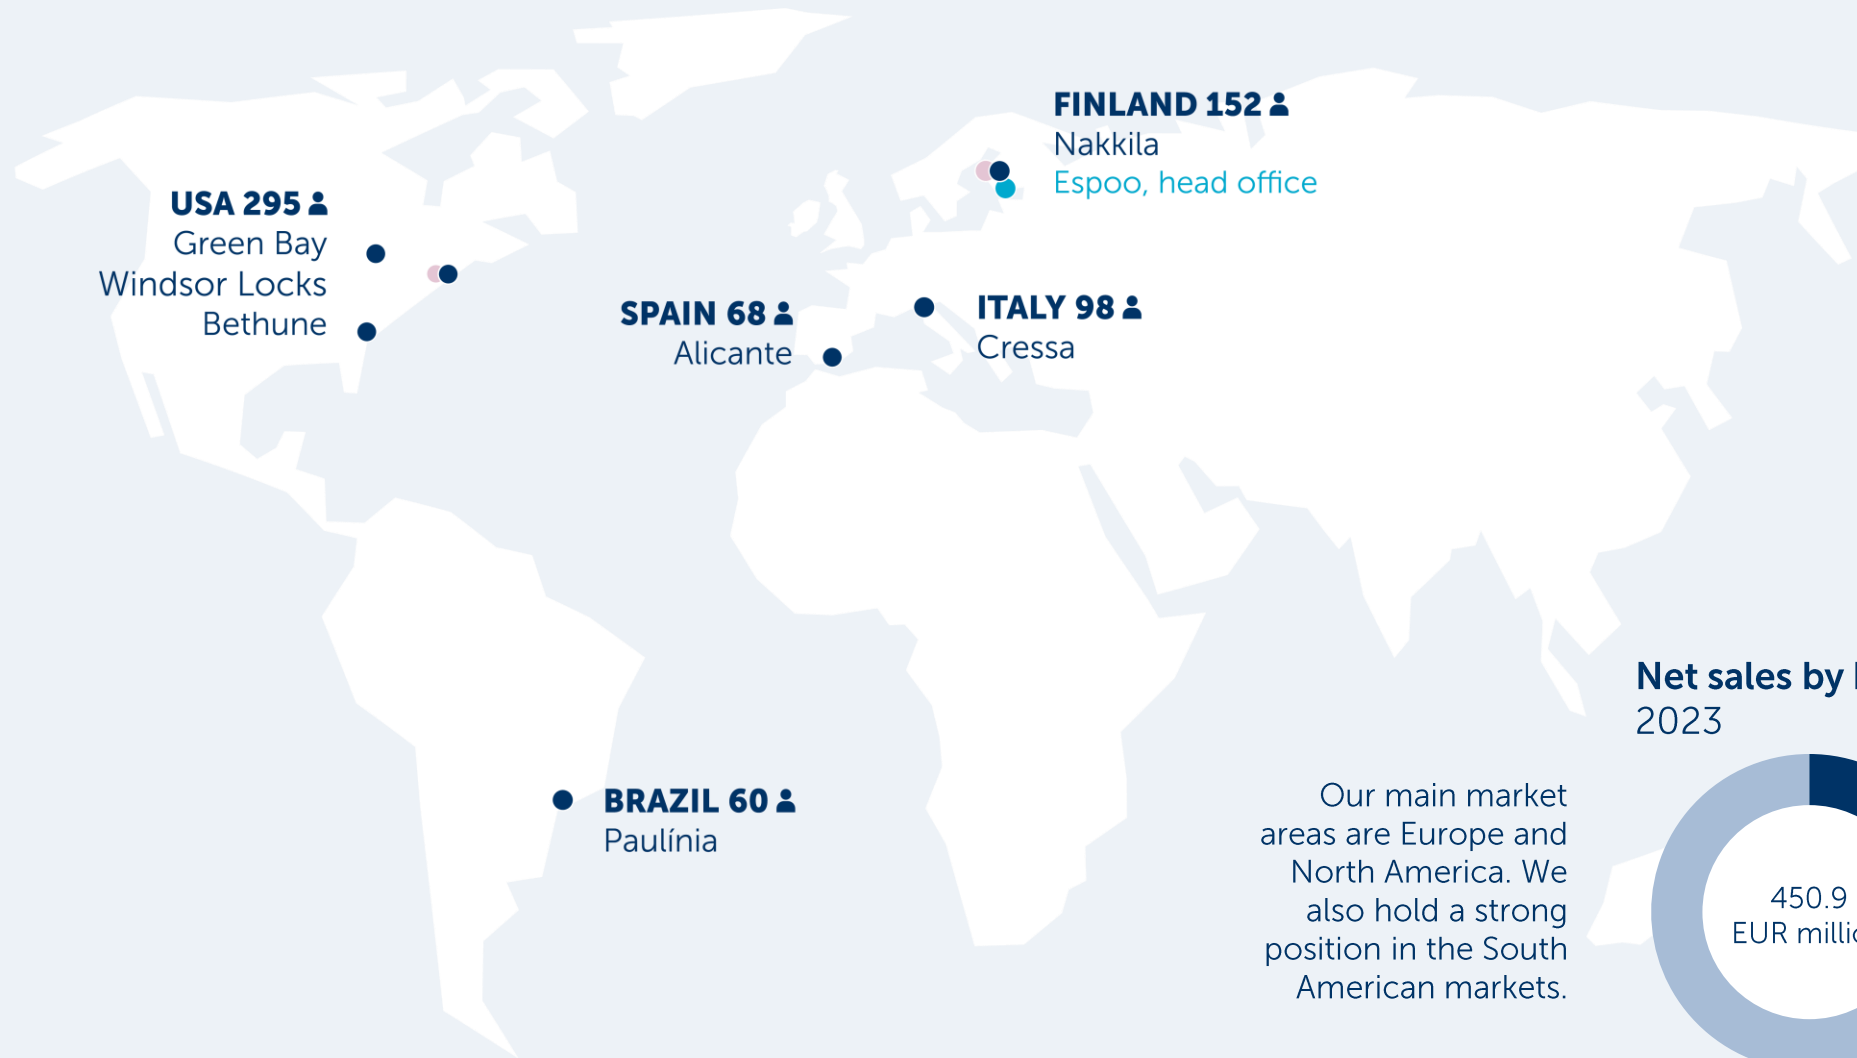 FINLAND 152
Nakkila
Espoo, head office
USA 295
Green Bay
Windsor Locks
Bethune
SPAIN 68
Alicante
ITALY 98
Cressa
BRAZIL 60
Paulínia
Our main market
areas are Europe and
North America. We
also hold a strong
position in the South
American markets.
Net sales by
2023
450.9
EUR